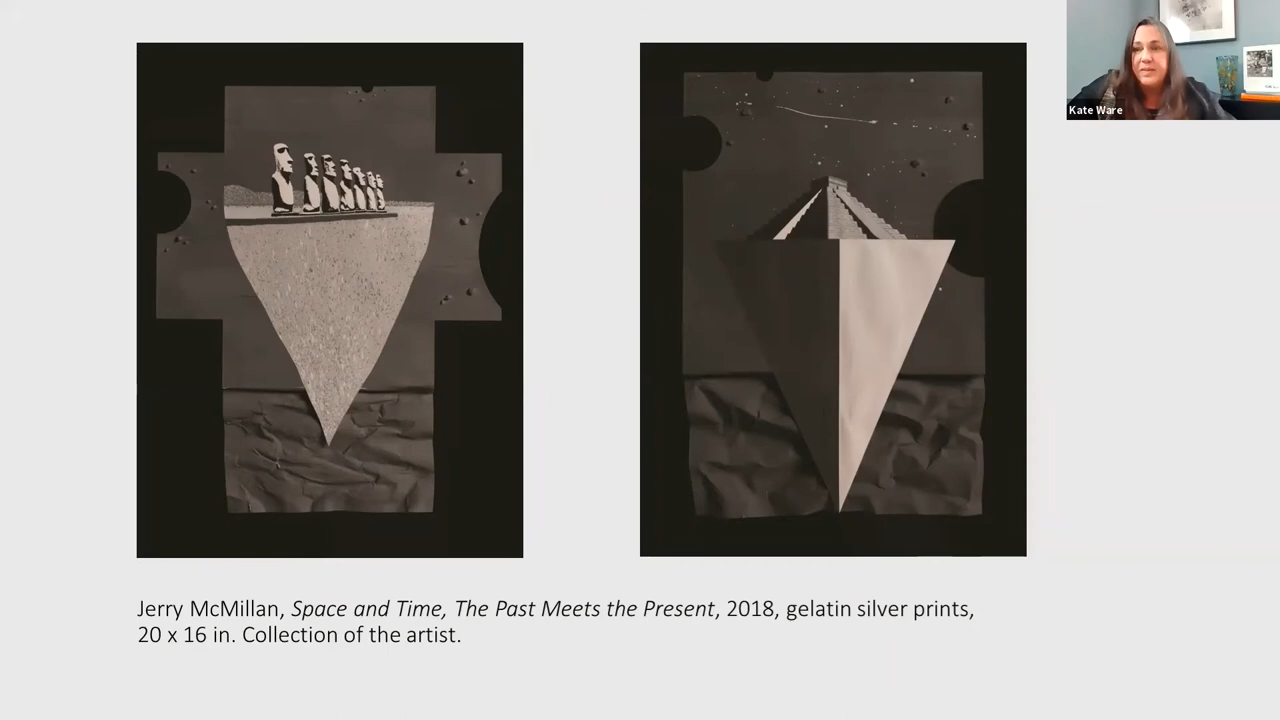 Kate Ware
Jerry McMillan, Space and Time, The Past Meets the Present, 2018, gelatin silver prints,
20 x 16 in. Collection of the artist.